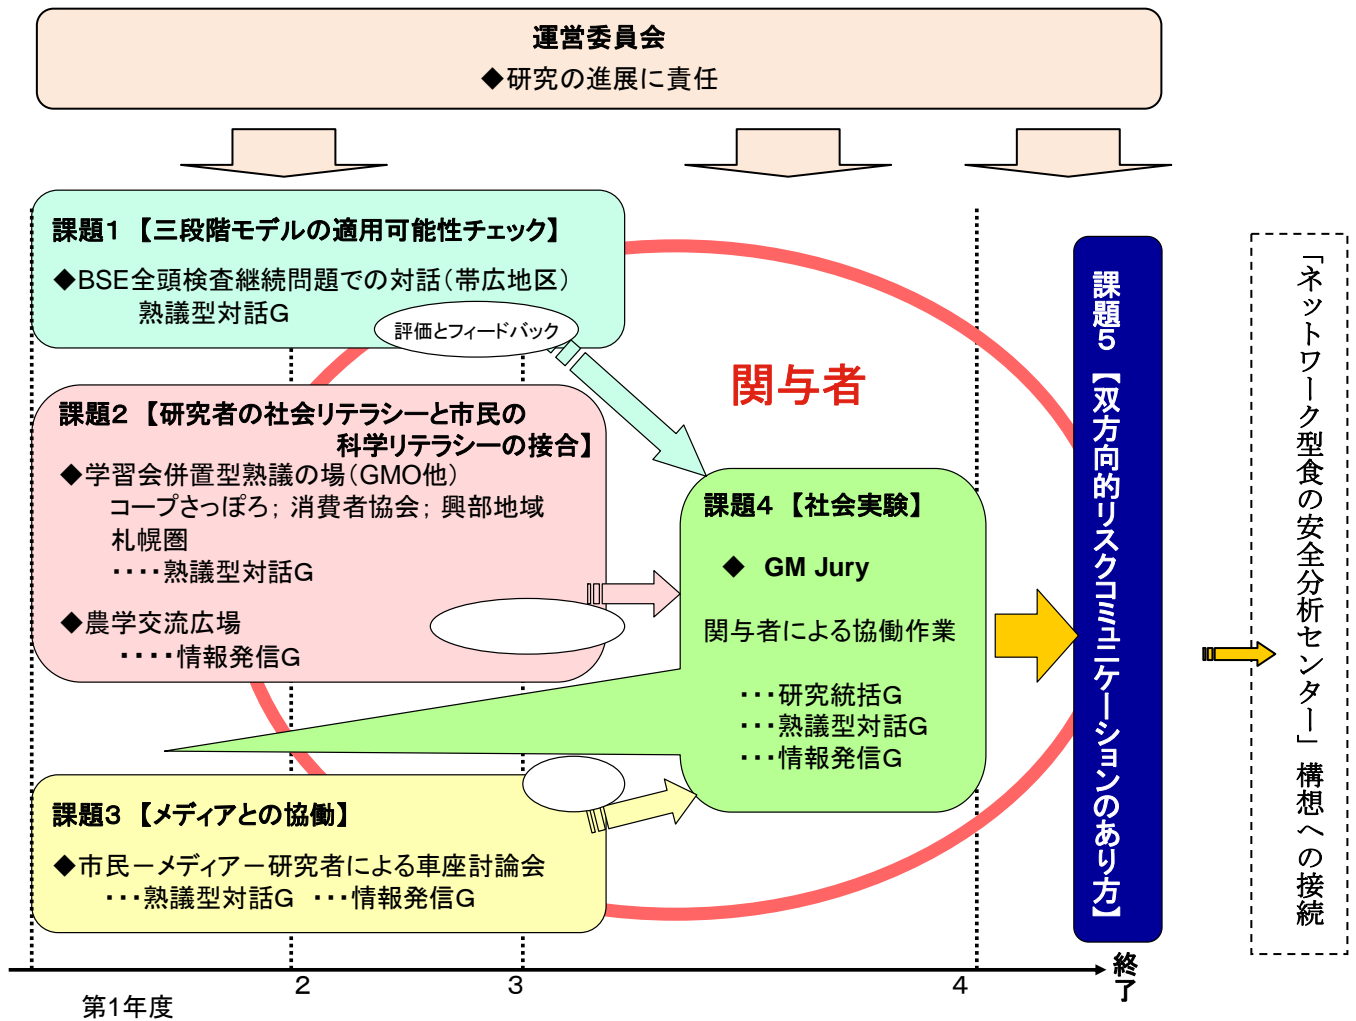 運営委員会
◆研究の進展に責任
課題1 【三段階モデルの適用可能性チェック】
◆BSE全頭検査継続問題での対話(帯広地区)
熟議型対話G
評価とフィードバック
関与者
課題2 【研究者の社会リテラシーと市民の
科学リテラシーの接合】
◆学習会併置型熟議の場(GMO他)
コープさっぽろ; 消費者協会; 興部地域
札幌圏
・・・・熟議型対話G
◆農学交流広場
・・・・情報発信G
課題3 【メディアとの協働】
◆市民ーメディアー研究者による車座討論会
・・・熟議型対話G ・・・情報発信G
課題4 【社会実験】
◆ GM Jury
関与者による協働作業
・・・研究統括G
・・・熟議型対話G
・・・情報発信G
課題5 【双方向的リスクコミュニケーションのあり方】
「ネットワーク型食の安全分析センター」構想への接続
第1年度
2
3
4
終了